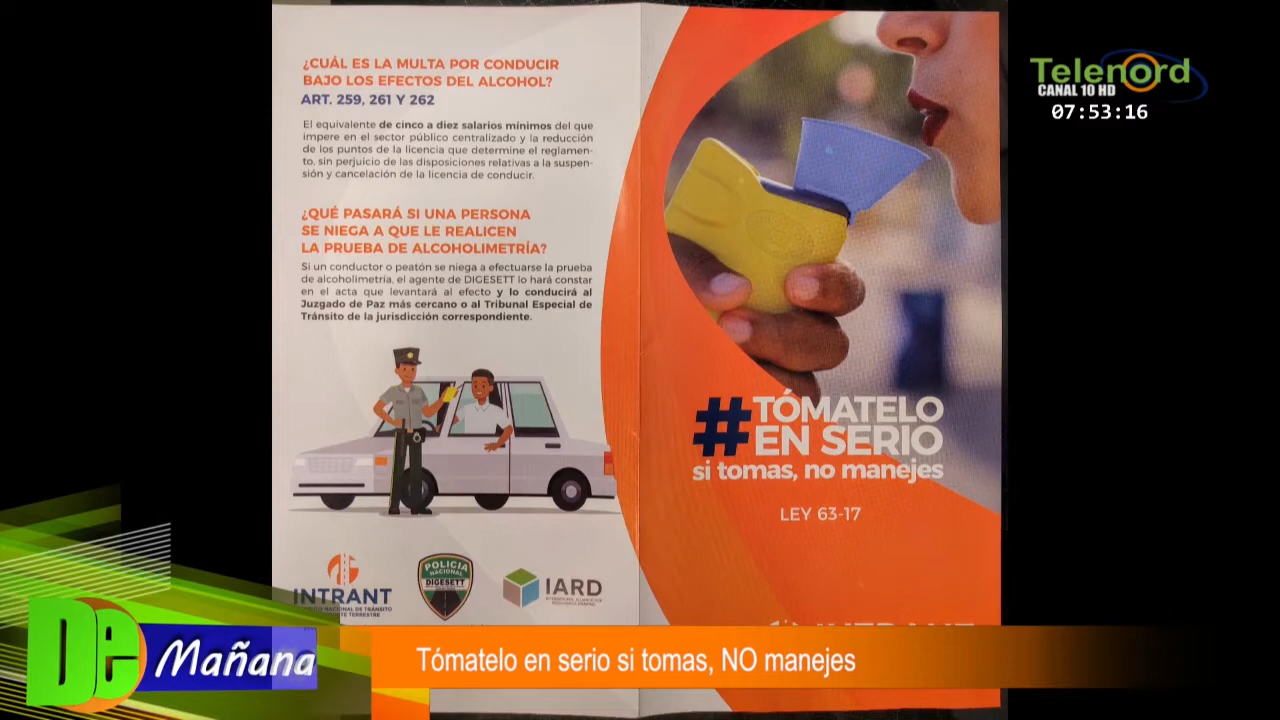 ¿CUÁL ES LA MULTA POR CONDUCIR
BAJO LOS EFECTOS DEL ALCOHOL?
ART. 259, 261 Y 262
El equivalente de cinco a diez salarios mínimos del que
impere en el sector público centralizado y la reducción
de los puntos de la licencia que determine el reglamen-
to, sin perjuicio de las disposiciones relativas a la suspen-
sión y cancelación de la licencia de conducir.
¿QUÉ PASARÁ SI UNA PERSONA
SE NIEGA A QUE LE REALICEN
LA PRUEBA DE ALCOHOLIMETRÍA?
Si un conductor o peatón se niega a efectuarse la prueba
de alcoholimetría, el agente de DIGESETT lo hará constar
en el acta que levantará al efecto y lo conducirá al
Juzgado de Paz más cercano o al Tribunal Especial de
Tránsito de la jurisdicción correspondiente.
INTRANT
NACIONAL DE TRÁNSITO
TERRESTRE
POLICIA
NACIONAL
DIGESETT
IARD
#TÓMATELO
EN SERIO
si tomas, no manejes
LEY 63-17
Telenord
CANAL 10 HD
07:53:16
De
Mañana
Tómatelo en serio si tomas, NO manejes